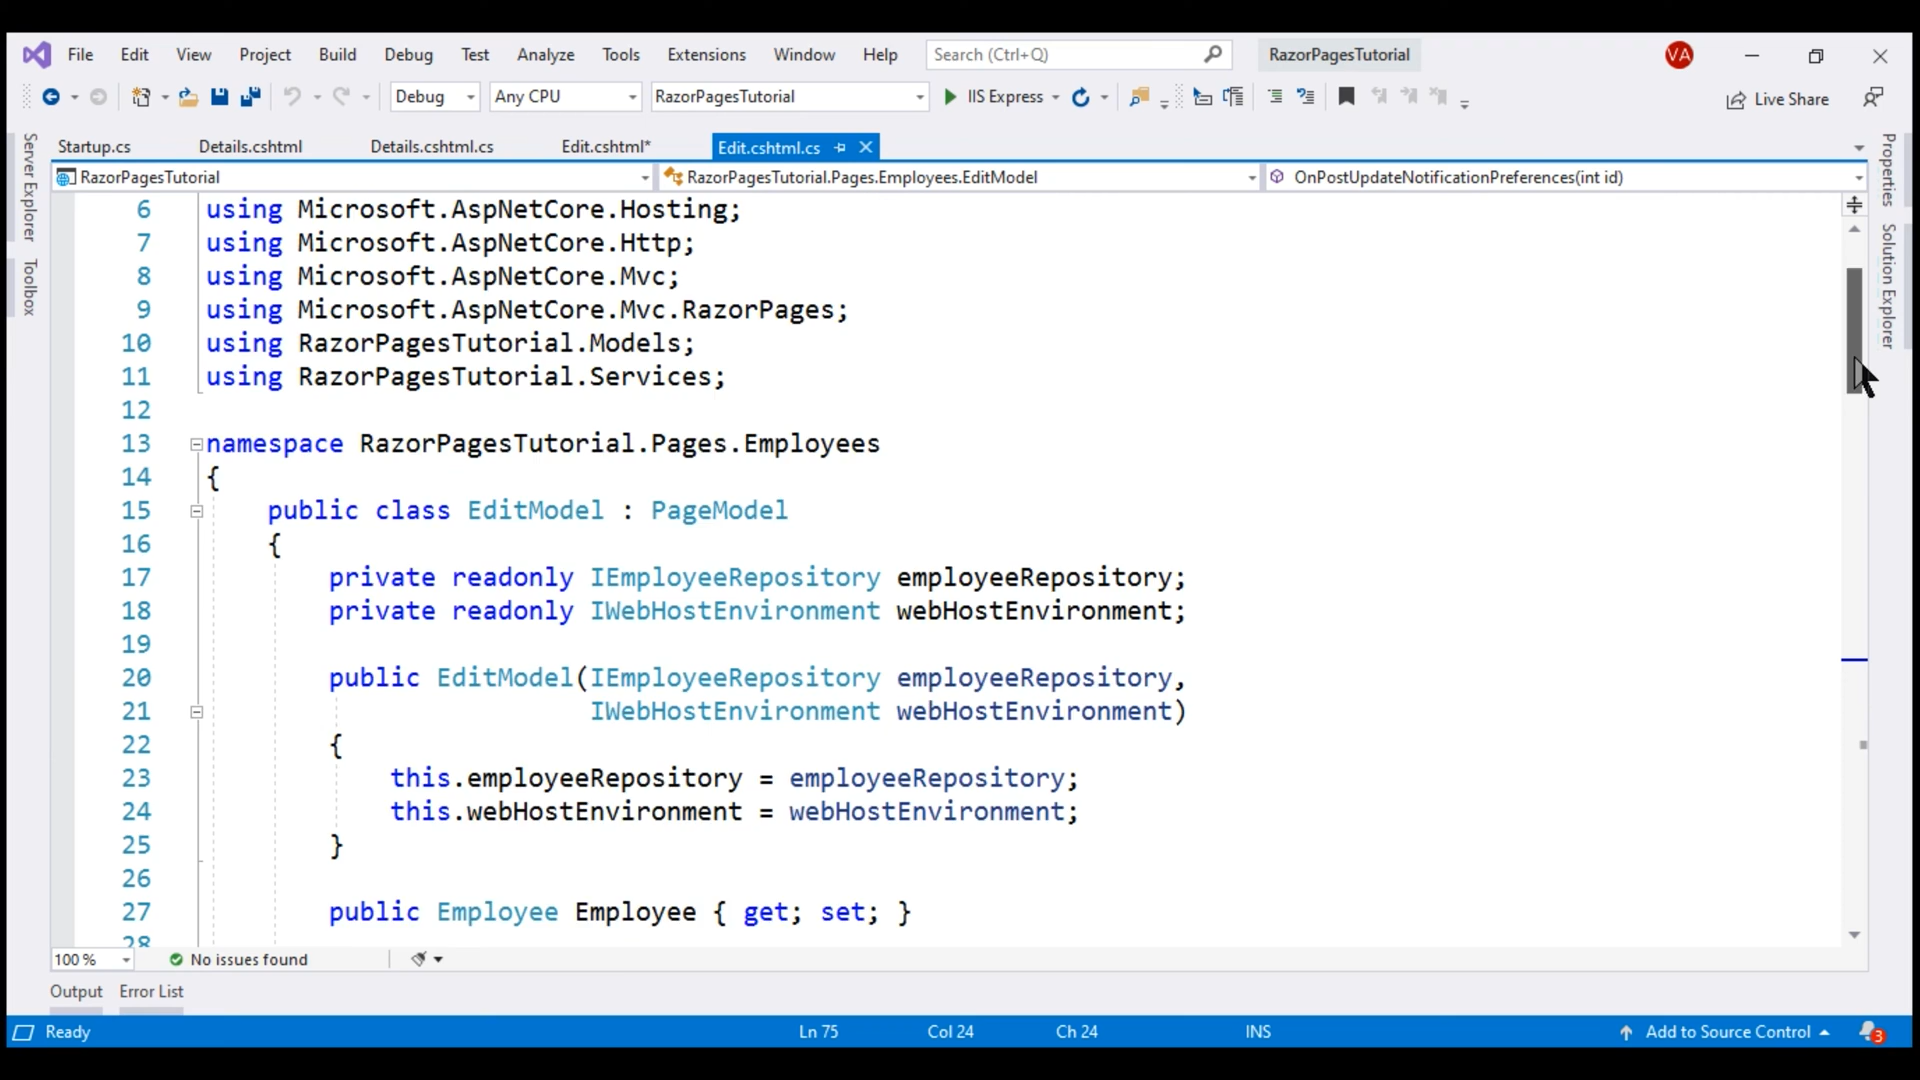 File Edit View Project Build Debug Test Analyze Tools Extensions Window Help Search (Ctrl+Q) RazorPagesTutorial VA
Debug Any CPU RazorPagesTutorial IIS Express Live Share
Startup.cs Details.cshtml Details.cshtml.cs Edit.cshtml* Edit.cshtml.cs
RazorPagesTutorial RazorPagesTutorial.Pages.Employees.EditModel OnPostUpdateNotificationPreferences(int id)
Server Explorer
Toolbox
Properties
Solution Explorer
6 using Microsoft.AspNetCore.Hosting;
7 using Microsoft.AspNetCore.Http;
8 using Microsoft.AspNetCore.Mvc;
9 using Microsoft.AspNetCore.Mvc.RazorPages;
10 using RazorPagesTutorial.Models;
11 using RazorPagesTutorial.Services;
12
13 namespace RazorPagesTutorial.Pages.Employees
14 {
15 public class EditModel : PageModel
16 {
17 private readonly IEmployeeRepository employeeRepository;
18 private readonly IWebHostEnvironment webHostEnvironment;
19
20 public EditModel(IEmployeeRepository employeeRepository,
21 IWebHostEnvironment webHostEnvironment)
22 {
23 this.employeeRepository = employeeRepository;
24 this.webHostEnvironment = webHostEnvironment;
25 }
26
27 public Employee Employee { get; set; }
28
100 % No issues found
Output Error List
Ready Ln 75 Col 24 Ch 24 INS Add to Source Control 3